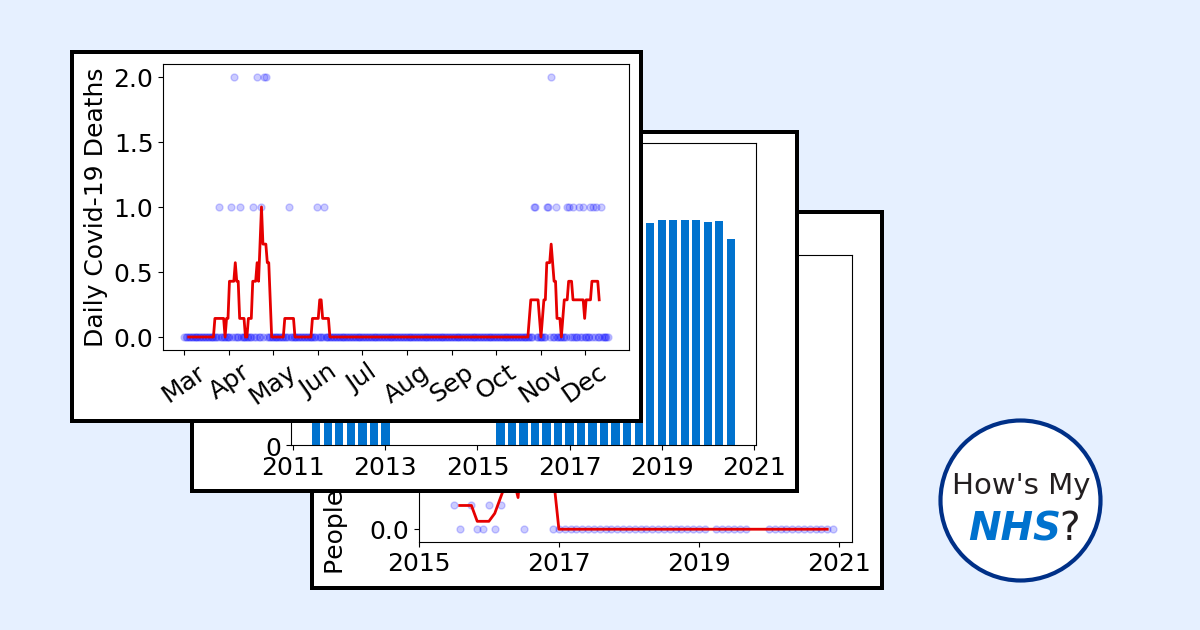 Daily Covid-19 Deaths
2.0
1.5
1.0
0.5
0.0
Mar Apr May Jun Jul Aug Sep Oct Nov Dec
0
2011 2013 2015 2017 2019 2021
People
0.0
2015 2017 2019 2021
How's My
NHS?